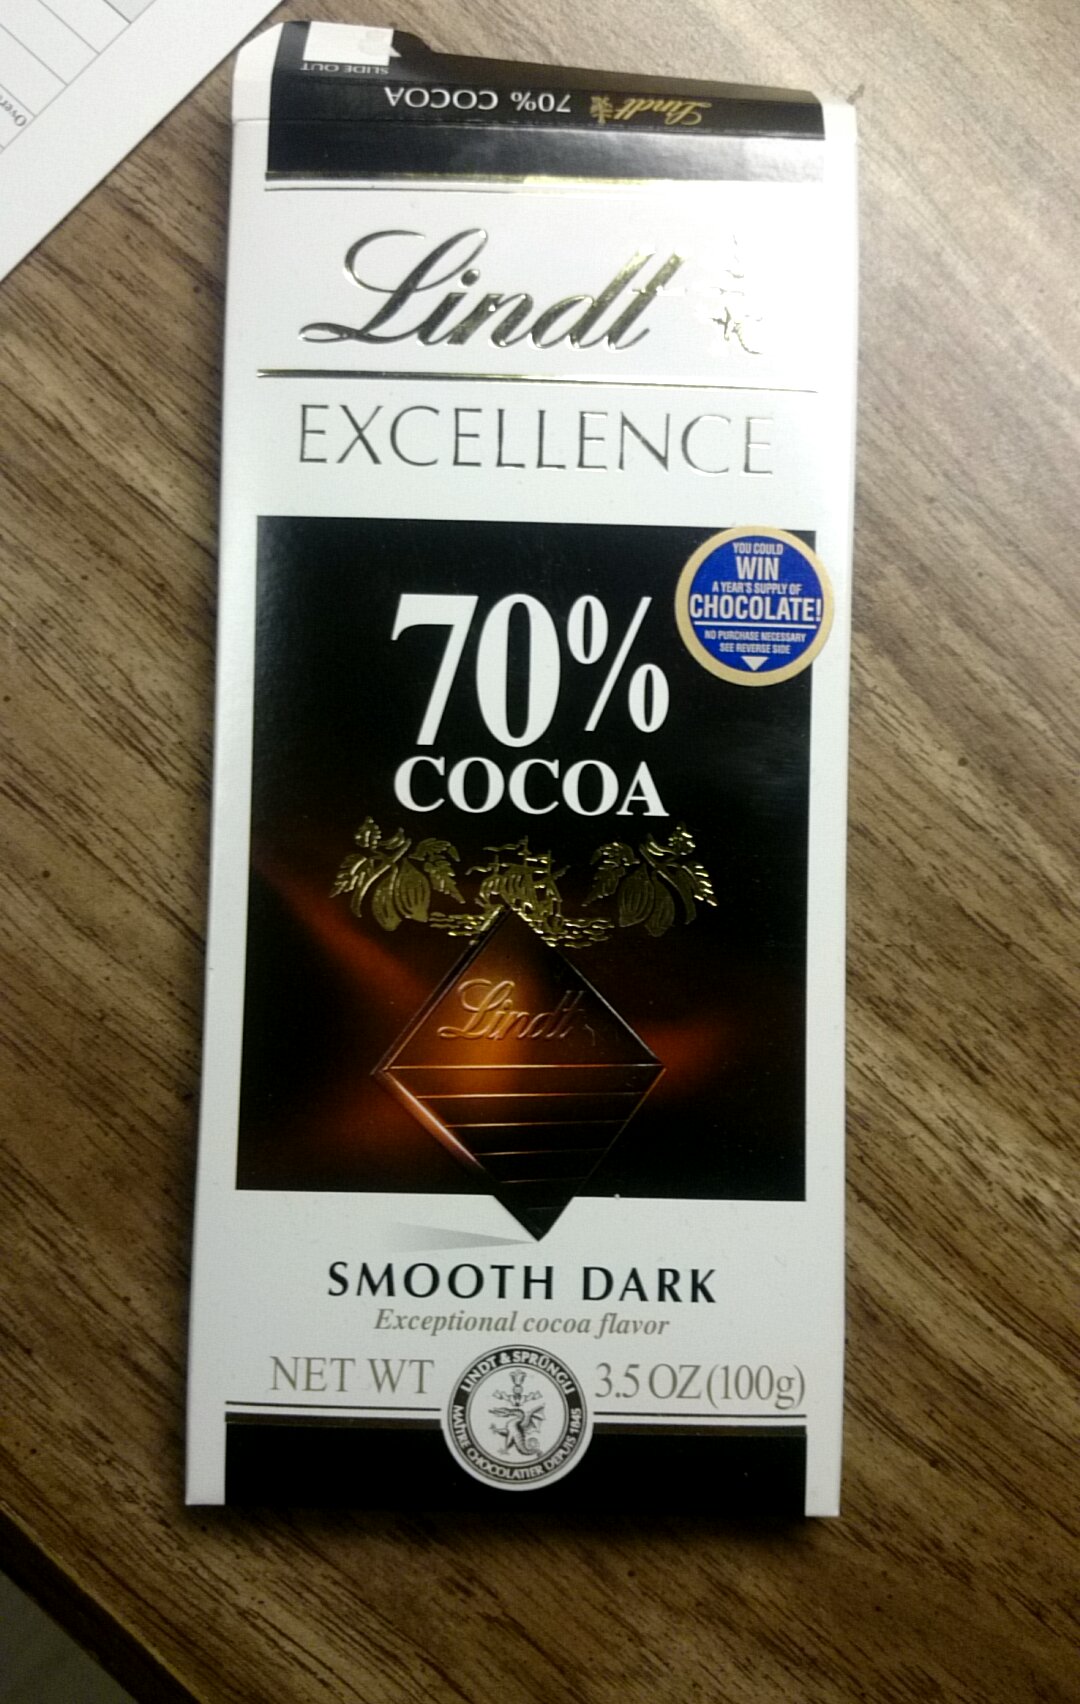 Overs
SLIDE OUT
Lindt 70% COCOA
Lindt
EXCELLENCE
YOU COULD
WIN
A YEAR'S SUPPLY OF
CHOCOLATE!
NO PURCHASE NECESSARY
SEE REVERSE SIDE
70%
COCOA
Lindt
SMOOTH DARK
Exceptional cocoa flavor
NET WT 3.5 OZ (100g)
LINDT & SPRÜNGLI
MAÎTRE CHOCOLATIER DEPUIS 1845